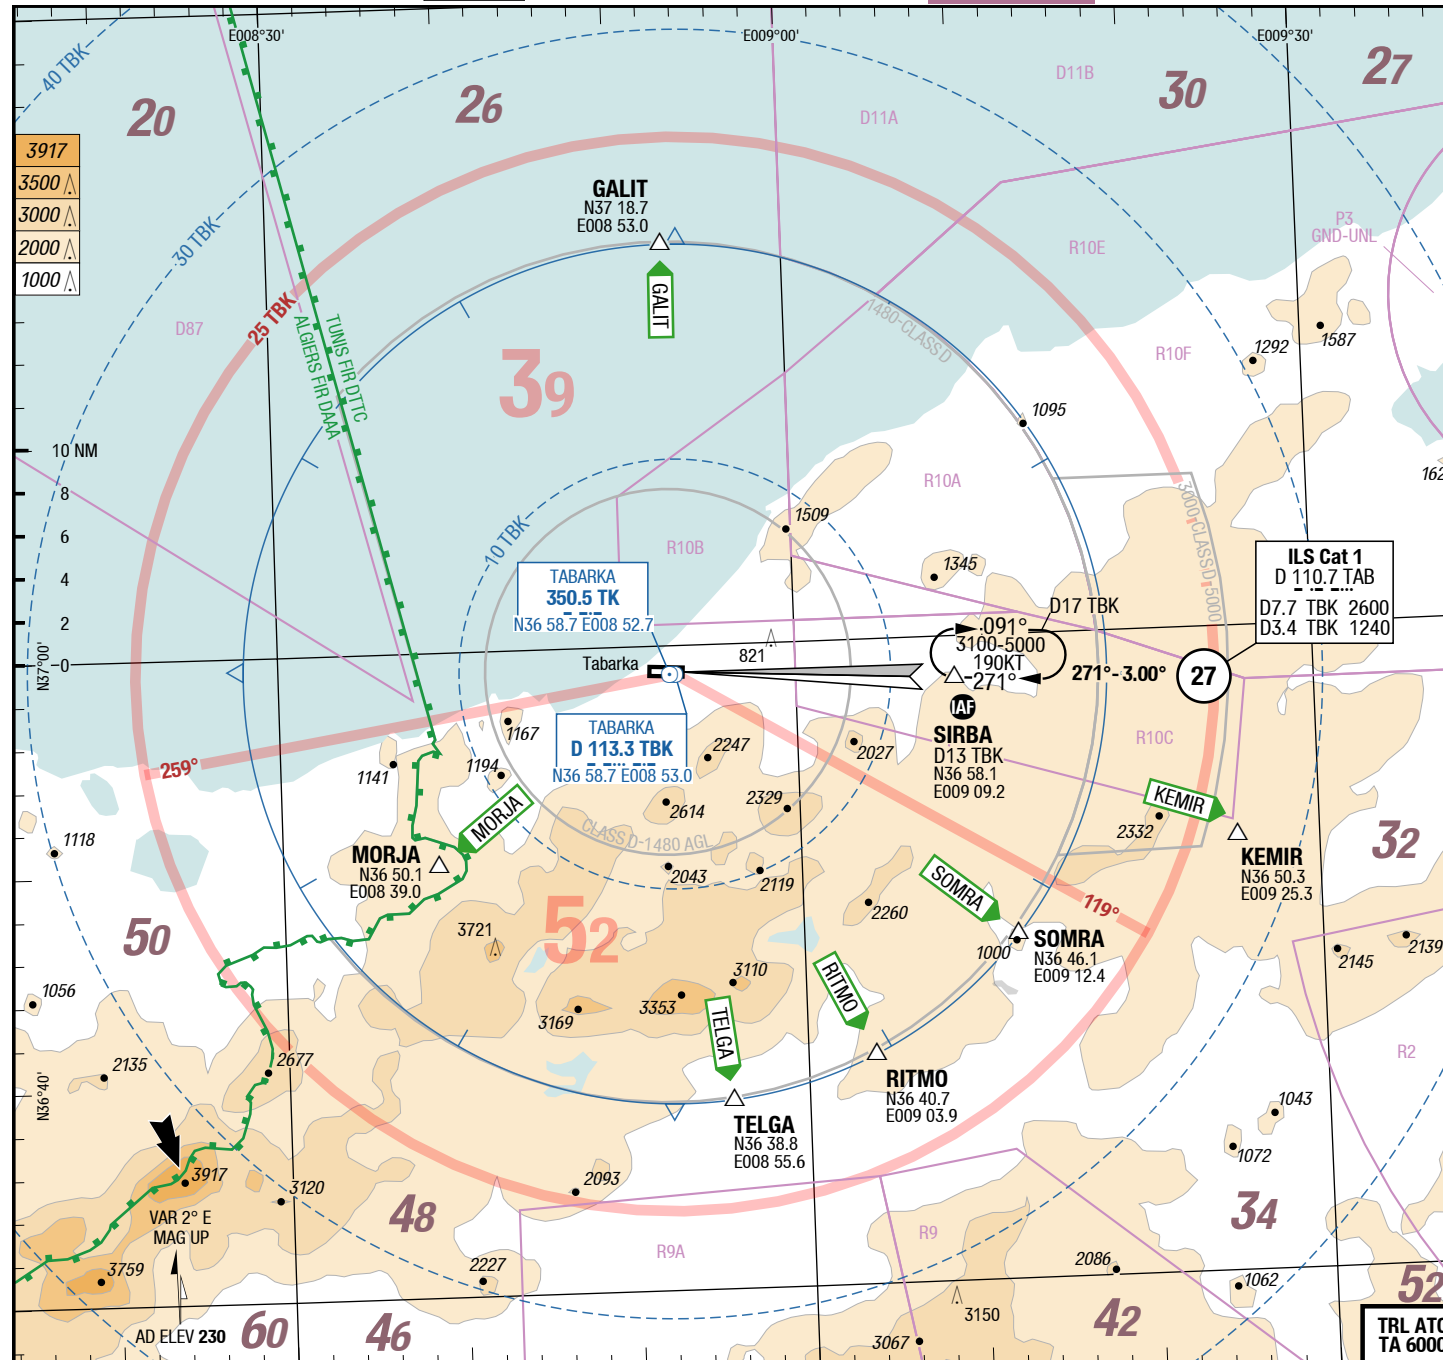 E008°30'
E009°00'
E009°30'
40 TBK
20
26
D11B
30
27
D11A
3917
3500
3000
2000
1000
GALIT
N37 18.7
E008 53.0
30 TBK
P3
GND-UNL
R10E
GALIT
25 TBK
D87
TUNIS FIR DTTC
ALGIERS FIR DAAA
1480-CLASS D
1587
1292
R10F
39
1095
10 NM
8
6
4
2
0
N37°00'
R10A
162
3000-CLASS D 5000
1509
10 TBK
R10B
1345
ILS Cat 1
D 110.7 TAB
D7.7 TBK 2600
D3.4 TBK 1240
TABARKA
350.5 TK
N36 58.7 E008 52.7
D17 TBK
091°
3100-5000
190KT
271°
821
Tabarka
271°-3.00°
27
IAF
SIRBA
D13 TBK
N36 58.1
E009 09.2
R10C
TABARKA
D 113.3 TBK
N36 58.7 E008 53.0
1167
2247
2027
259°
1141
1194
KEMIR
2614
2329
2332
MORJA
CLASS D-1480 AGL
1118
MORJA
N36 50.1
E008 39.0
KEMIR
N36 50.3
E009 25.3
32
2043
2119
SOMRA
119°
2260
50
3721
52
1000
SOMRA
N36 46.1
E009 12.4
2139
2145
1056
3110
RITMO
3353
3169
TELGA
2677
2135
R2
N36°40'
RITMO
N36 40.7
E009 03.9
1043
TELGA
N36 38.8
E008 55.6
1072
3917
2093
3120
VAR 2° E
MAG UP
48
34
R9A
R9
3759
2227
2086
1062
52
3150
AD ELEV 230
60
46
3067
42
TRL ATC
TA 6000